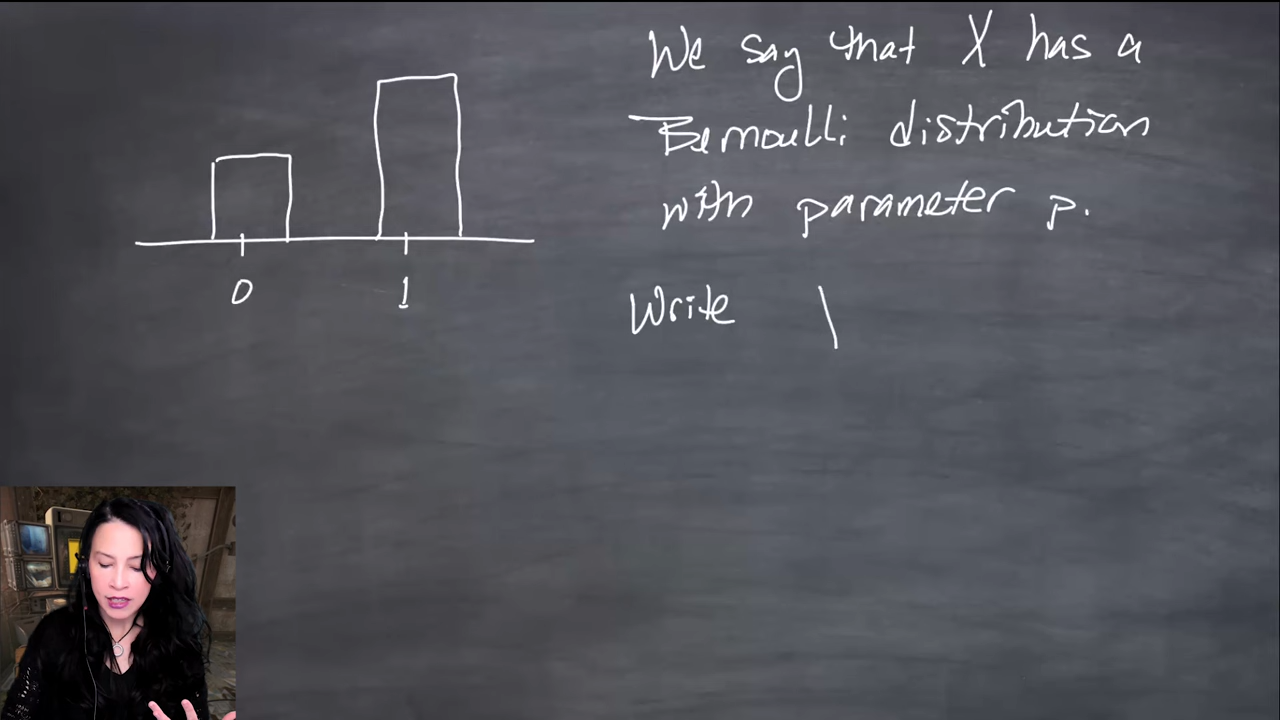 We say that X has a
Bernoulli distribution
with parameter p.
Write \
0 1